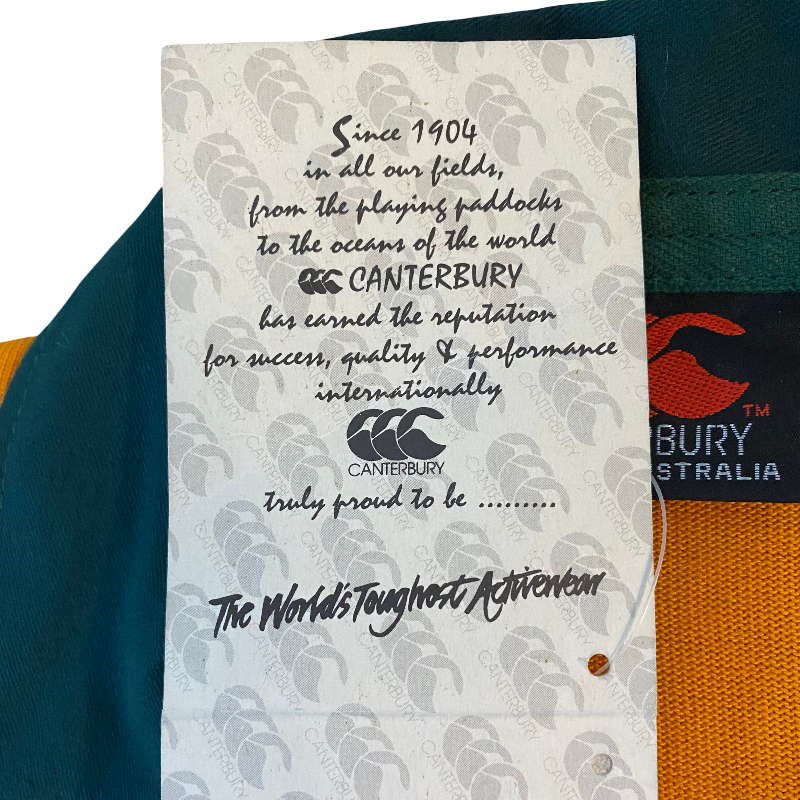 Since 1904
in all our fields,
from the playing paddocks
to the oceans of the world
CANTERBURY
has earned the reputation
for success, quality & performance
internationally
CANTERBURY
truly proud to be .........
The World's Toughest Activewear
TM
ERBURY
STRALIA